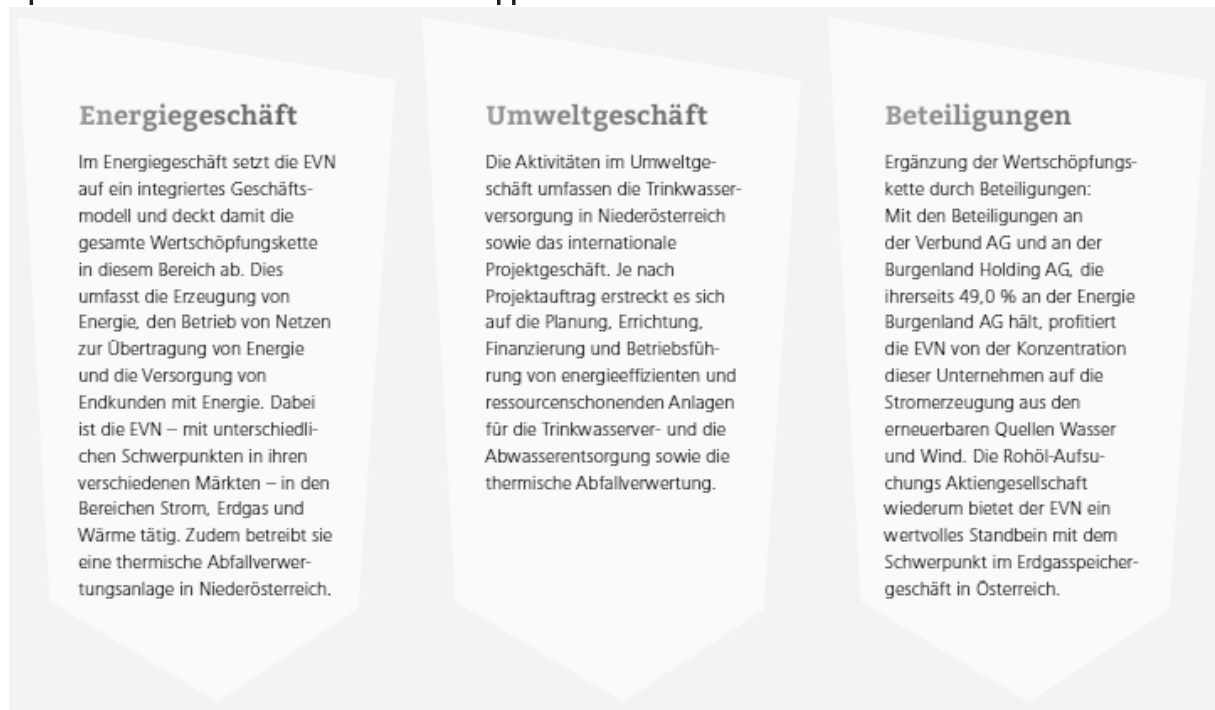 Energiegeschäft
Im Energiegeschäft setzt die EVN
auf ein integriertes Geschäfts-
modell und deckt damit die
gesamte Wertschöpfungskette
in diesem Bereich ab. Dies
umfasst die Erzeugung von
Energie, den Betrieb von Netzen
zur Übertragung von Energie
und die Versorgung von
Endkunden mit Energie. Dabei
ist die EVN – mit unterschiedli-
chen Schwerpunkten in ihren
verschiedenen Märkten – in den
Bereichen Strom, Erdgas und
Wärme tätig. Zudem betreibt sie
eine thermische Abfallverwer-
tungsanlage in Niederösterreich.
Umweltgeschäft
Die Aktivitäten im Umweltge-
schäft umfassen die Trinkwasser-
versorgung in Niederösterreich
sowie das internationale
Projektgeschäft. Je nach
Projektauftrag erstreckt es sich
auf die Planung, Errichtung,
Finanzierung und Betriebsfüh-
rung von energieeffizienten und
ressourcenschonenden Anlagen
für die Trinkwasserver- und die
Abwasserentsorgung sowie die
thermische Abfallverwertung.
Beteiligungen
Ergänzung der Wertschöpfungs-
kette durch Beteiligungen:
Mit den Beteiligungen an
der Verbund AG und an der
Burgenland Holding AG, die
ihrerseits 49,0 % an der Energie
Burgenland AG hält, profitiert
die EVN von der Konzentration
dieser Unternehmen auf die
Stromerzeugung aus den
erneuerbaren Quellen Wasser
und Wind. Die Rohöl-Aufsu-
chungs Aktiengesellschaft
wiederum bietet der EVN ein
wertvolles Standbein mit dem
Schwerpunkt im Erdgasspeicher-
geschäft in Österreich.